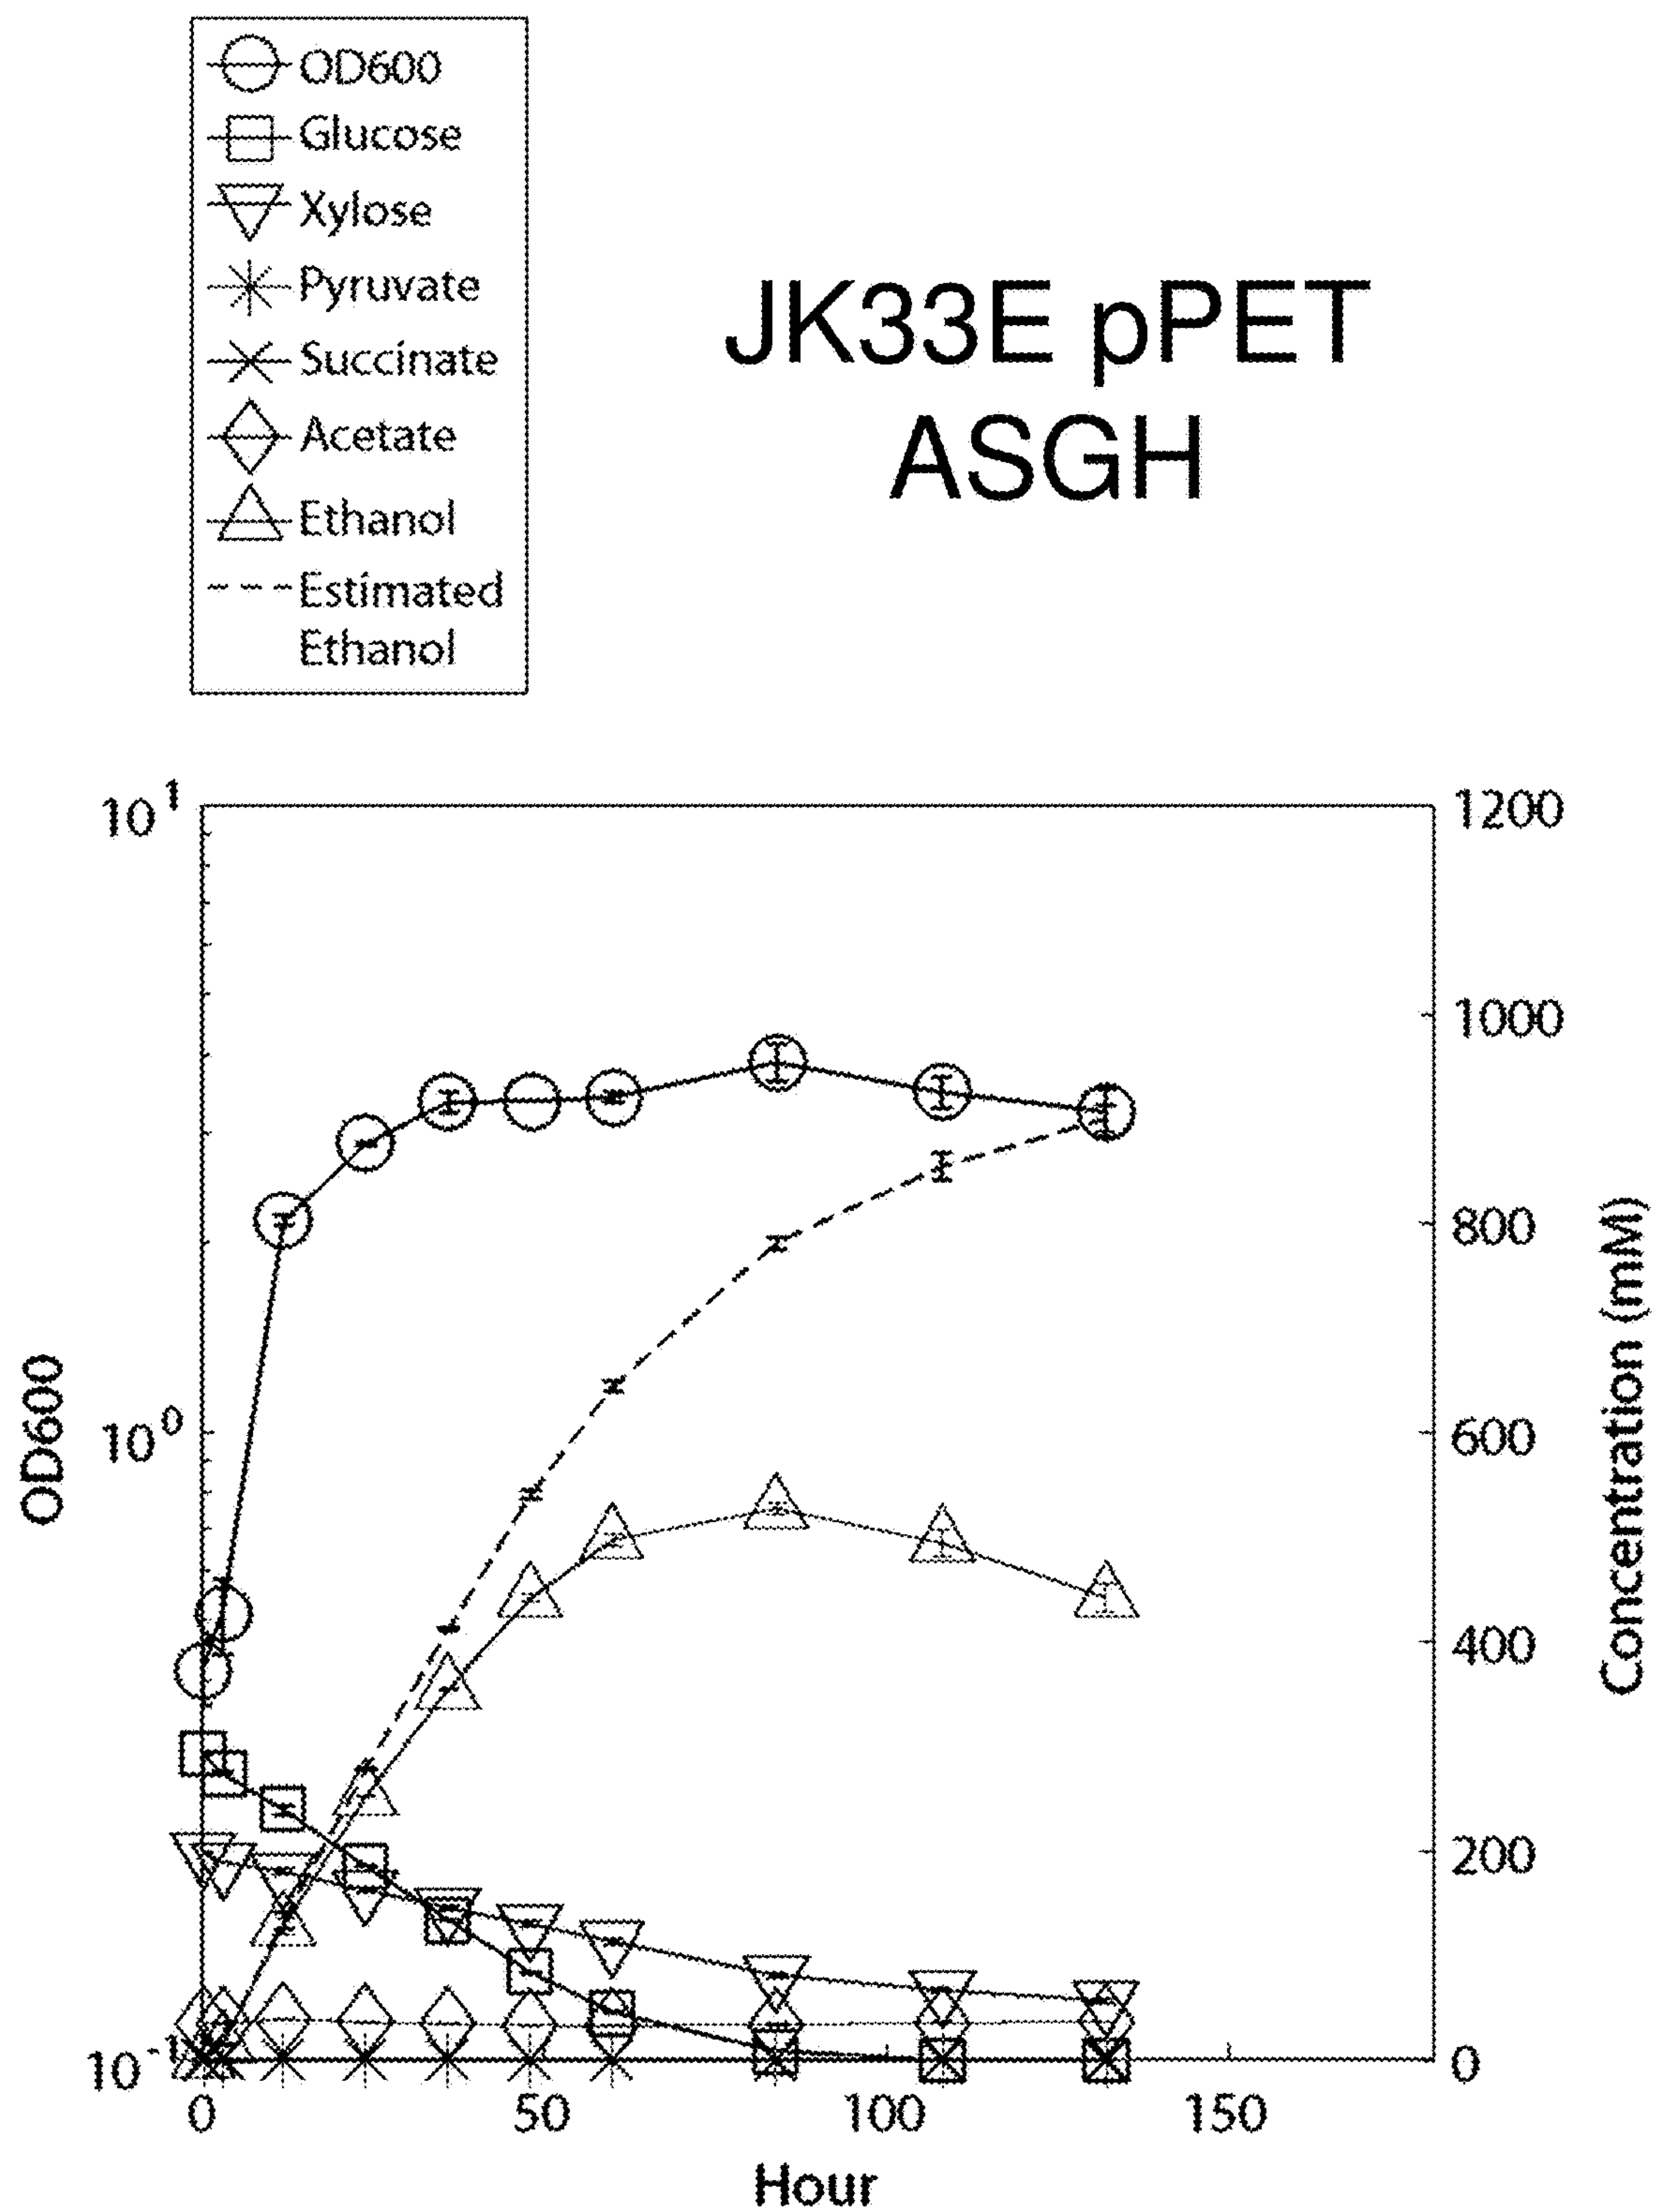 OD600
Glucose
Xylose
Pyruvate
Succinate
Acetate
Ethanol
Estimated
Ethanol
JK33E pPET
ASGH
10^1
10^0
10^-1
OD600
1200
1000
800
600
400
200
0
Concentration (mM)
0 50 100 150
Hour